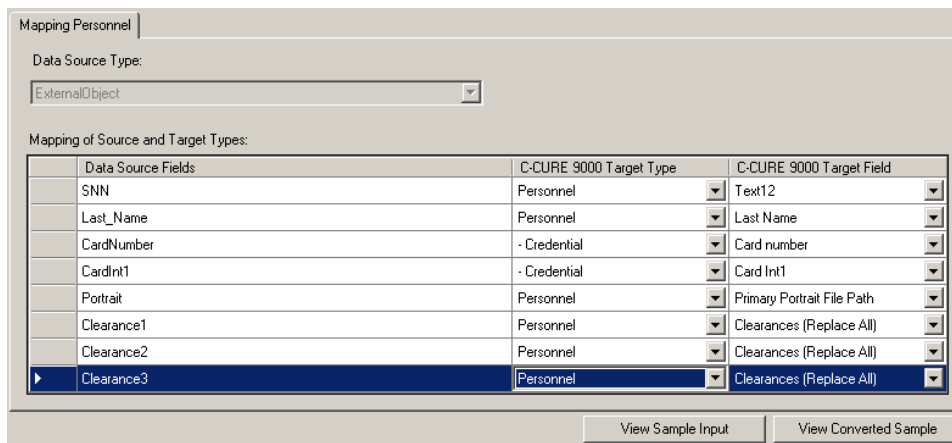 Mapping Personnel
Data Source Type:
ExternalObject
Mapping of Source and Target Types:
Data Source Fields C-CURE 9000 Target Type C-CURE 9000 Target Field
SNN Personnel Text12
Last_Name Personnel Last Name
CardNumber - Credential Card number
CardInt1 - Credential Card Int1
Portrait Personnel Primary Portrait File Path
Clearance1 Personnel Clearances (Replace All)
Clearance2 Personnel Clearances (Replace All)
Clearance3 Personnel Clearances (Replace All)
View Sample Input View Converted Sample